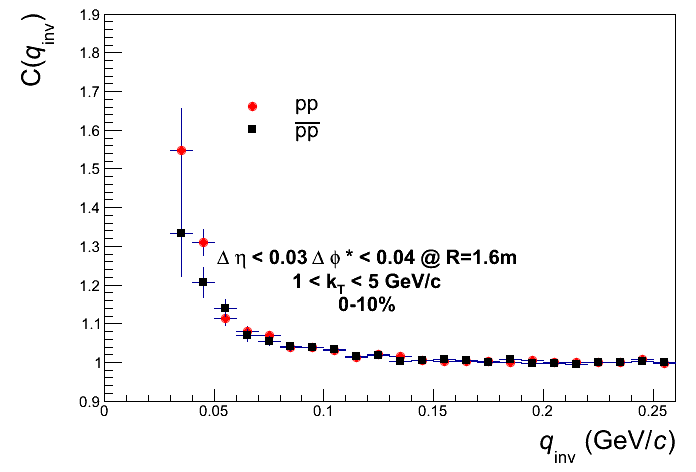 C(q_inv)
1.9
1.8
1.7
1.6
1.5
1.4
1.3
1.2
1.1
1
0.9
pp
p̅p̅
Δ η < 0.03 Δ ϕ * < 0.04 @ R=1.6m
1 < k_T < 5 GeV/c
0-10%
0 0.05 0.1 0.15 0.2 0.25
q_inv (GeV/c)